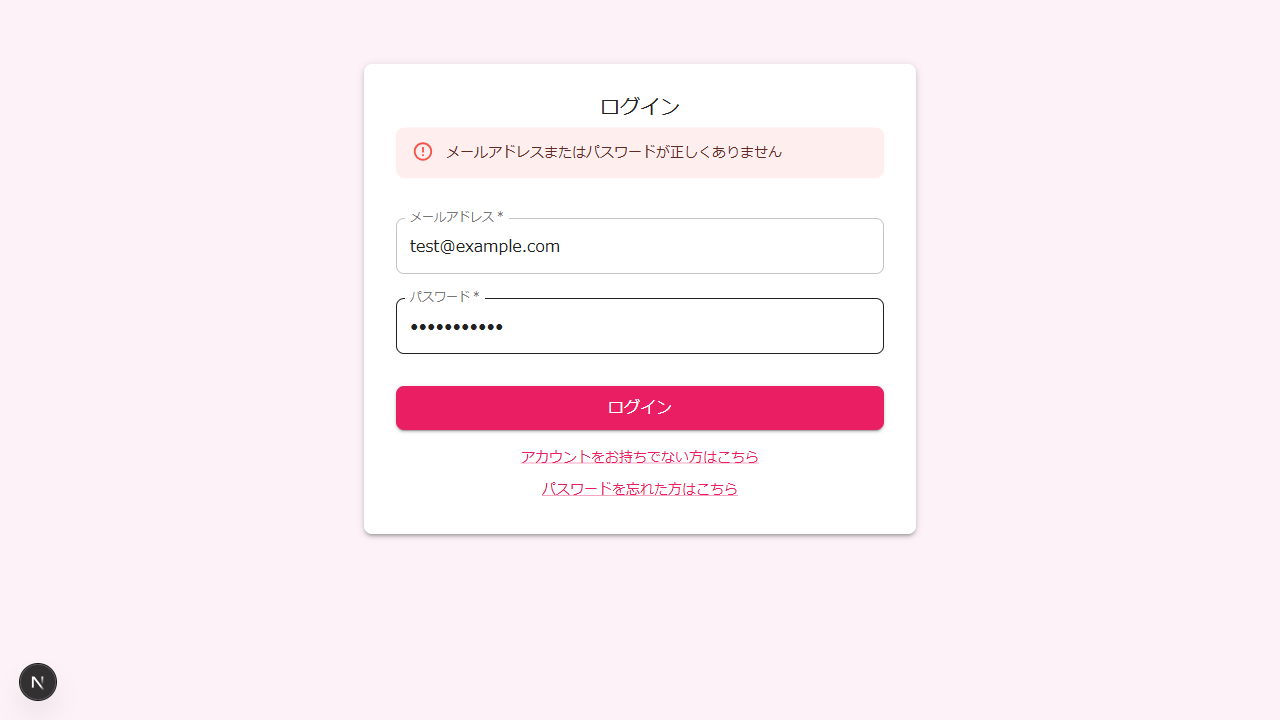 ログイン
メールアドレスまたはパスワードが正しくありません
メールアドレス *
test@example.com
パスワード *
•••••••••••
ログイン
アカウントをお持ちでない方はこちら
パスワードを忘れた方はこちら
N